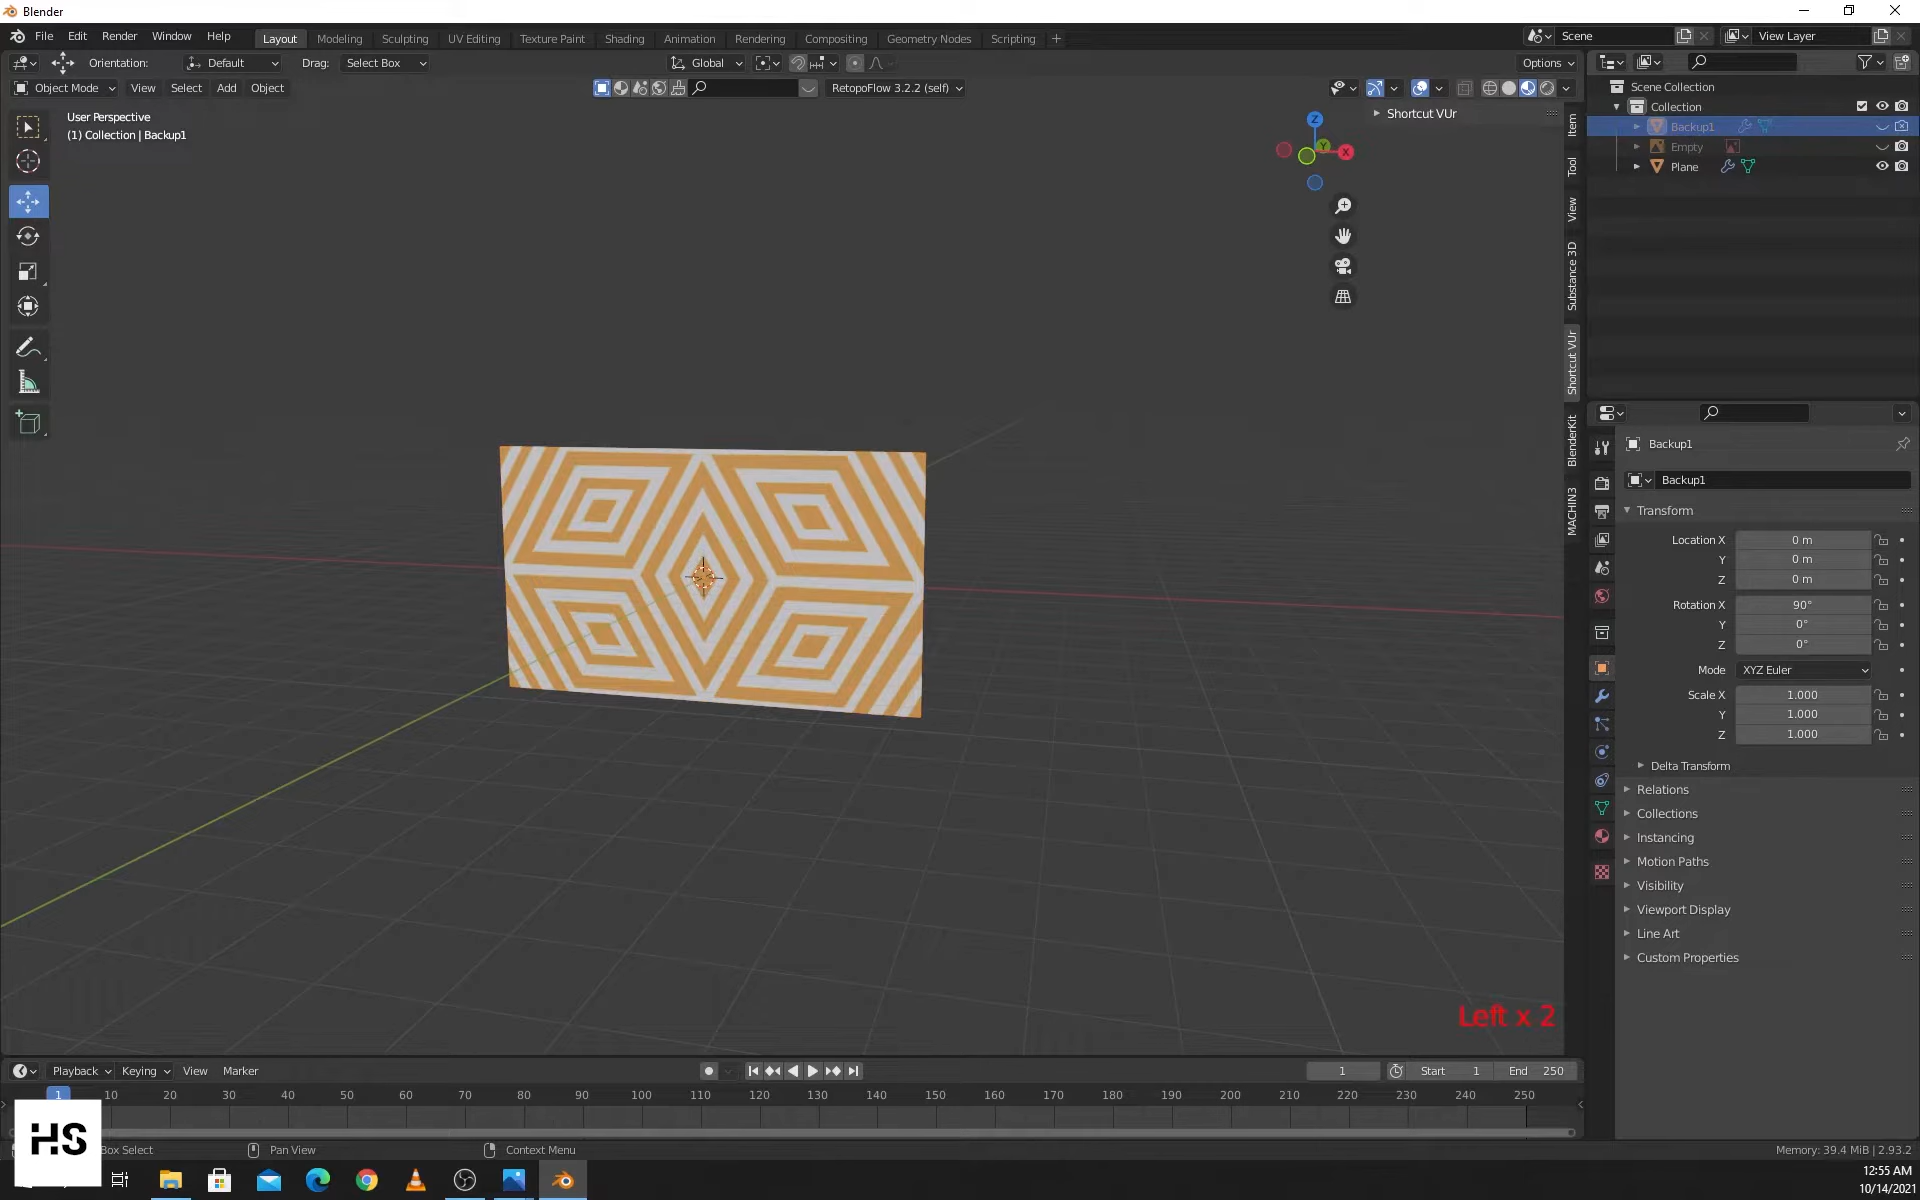 Blender
File Edit Render Window Help Layout Modeling Sculpting UV Editing Texture Paint Shading Animation Rendering Compositing Geometry Nodes Scripting + Scene View Layer
Orientation: Default Drag: Select Box Global Options
Object Mode View Select Add Object RetopoFlow 3.2.2 (self)
User Perspective
(1) Collection | Backup1
Shortcut VUr
Z
Y
X
Item
Tool
View
Substance 3D
Shortcut VUr
BlenderKit
MACHIN3
Scene Collection
Collection
Backup1
Empty
Plane
Backup1
Backup1
Transform
Location X 0 m
Y 0 m
Z 0 m
Rotation X 90°
Y 0°
Z 0°
Mode XYZ Euler
Scale X 1.000
Y 1.000
Z 1.000
Delta Transform
Relations
Collections
Instancing
Motion Paths
Visibility
Viewport Display
Line Art
Custom Properties
Left x 2
Playback Keying View Marker 1 Start 1 End 250
1 10 20 30 40 50 60 70 80 90 100 110 120 130 140 150 160 170 180 190 200 210 220 230 240 250
HS
Box Select Pan View Context Menu Memory: 39.4 MiB | 2.93.2
12:55 AM
10/14/2021